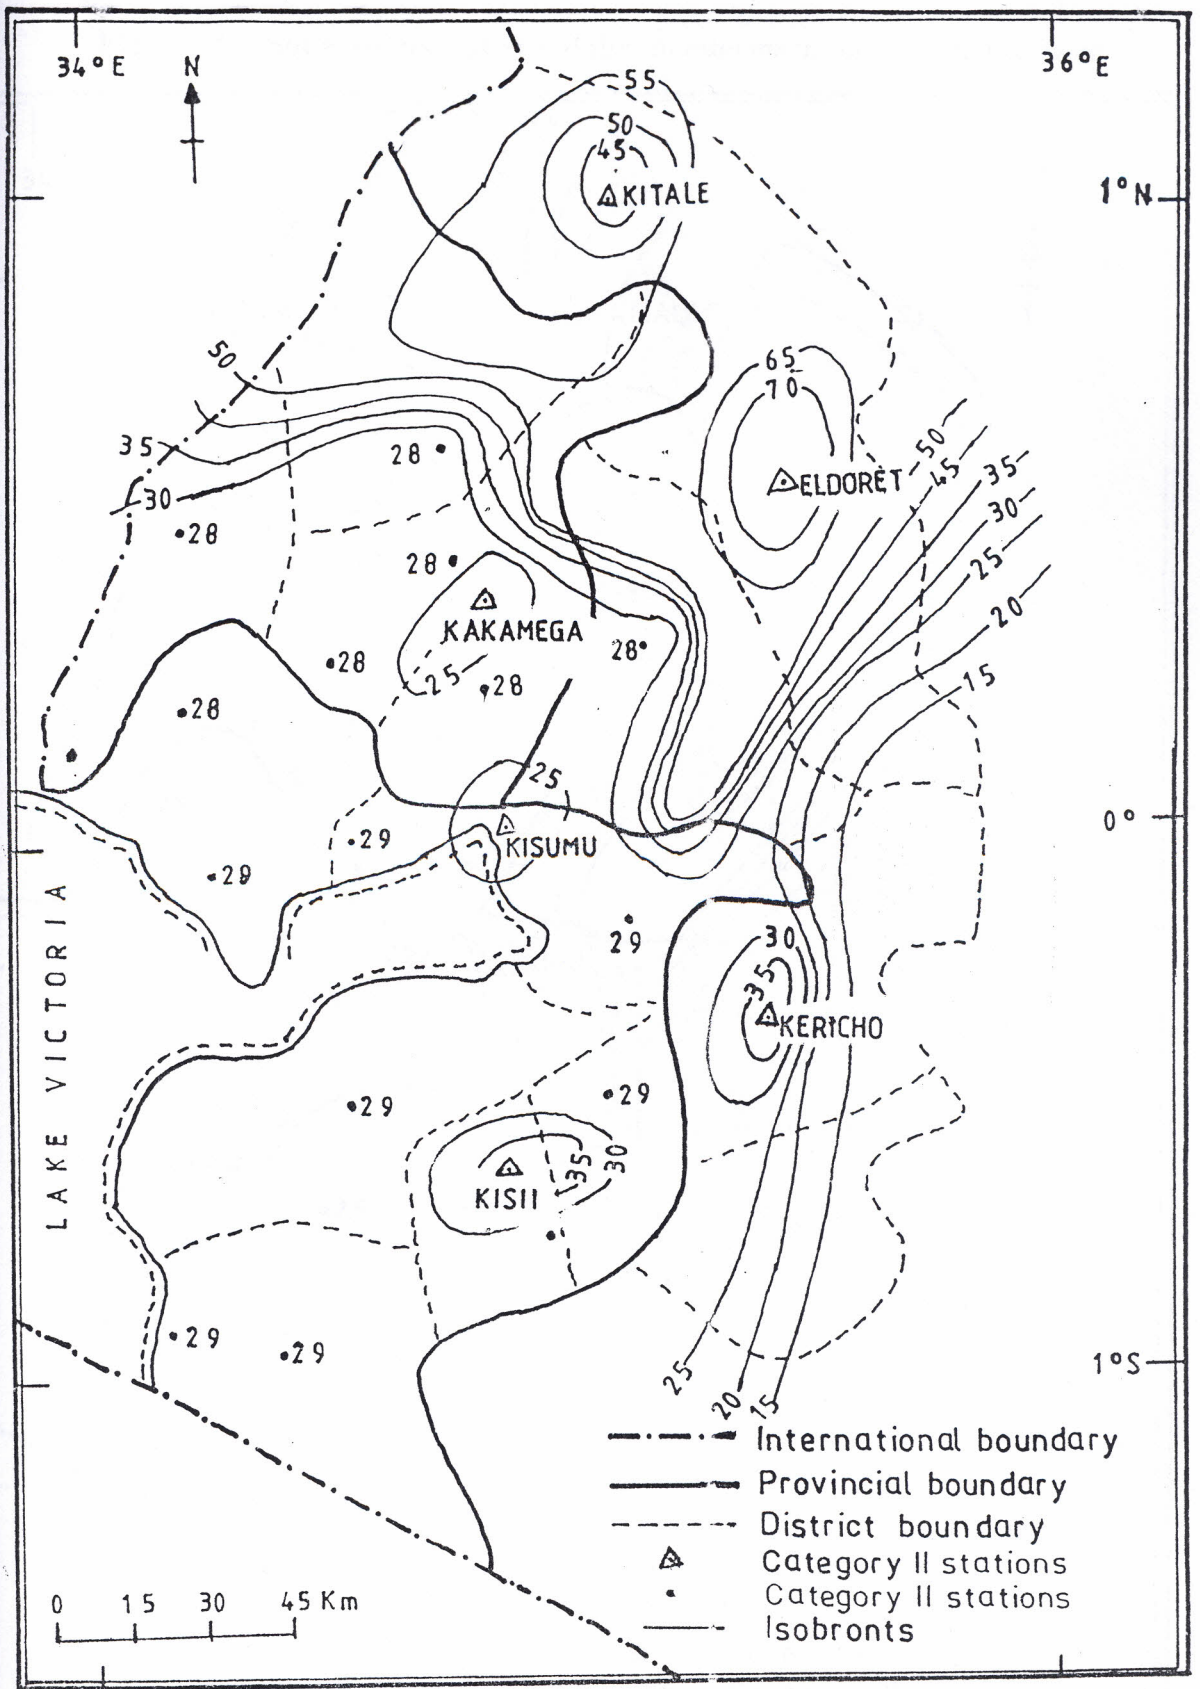 34°E
36°E
N
55
50
45
KITALE
1°N
50
65
70
35
28
50
45
35
ELDORET
30
30
28
28
25
KAKAMEGA
20
28
28
25
28
15
28
25
0°
29
KISUMU
29
29
30
35
KERICHO
LAKE VICTORIA
29
29
35
30
KISII
29
29
1°S
25
20
15
International boundary
Provincial boundary
District boundary
Category II stations
Category II stations
Isobronts
0 15 30 45 Km